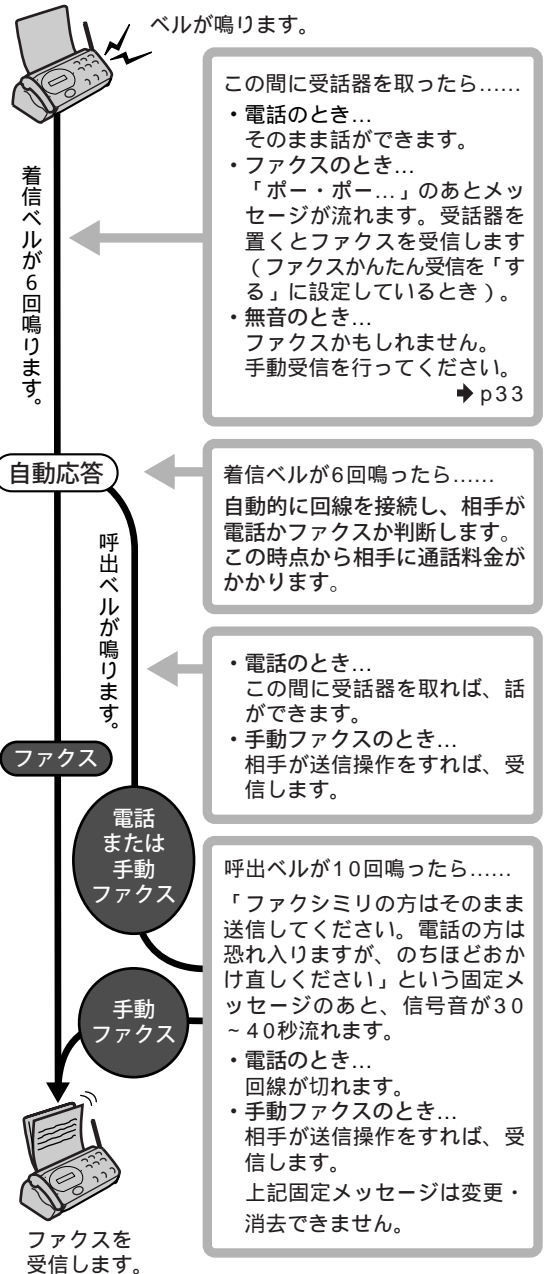 ベルが鳴ります。
この間に受話器を取ったら……
・電話のとき…
そのまま話ができます。
・ファクスのとき…
「ポー・ポー…」のあとメッ
セージが流れます。受話器を
置くとファクスを受信します
（ファクスかんたん受信を「す
る」に設定しているとき）。
・無音のとき…
ファクスかもしれません。
手動受信を行ってください。
➧ p33
着信ベルが6回鳴ります。
自動応答
着信ベルが6回鳴ったら……
自動的に回線を接続し、相手が
電話かファクスか判断します。
この時点から相手に通話料金が
かかります。
呼出ベルが鳴ります。
・電話のとき…
この間に受話器を取れば、話
ができます。
・手動ファクスのとき…
相手が送信操作をすれば、受
信します。
ファクス
電話
または
手動
ファクス
呼出ベルが10回鳴ったら……
「ファクシミリの方はそのまま
送信してください。電話の方は
恐れ入りますが、のちほどおか
け直しください」という固定メ
ッセージのあと、信号音が30
~40秒流れます。
・電話のとき…
回線が切れます。
・手動ファクスのとき…
相手が送信操作をすれば、受
信します。
上記固定メッセージは変更・
消去できません。
手動
ファクス
ファクスを
受信します。